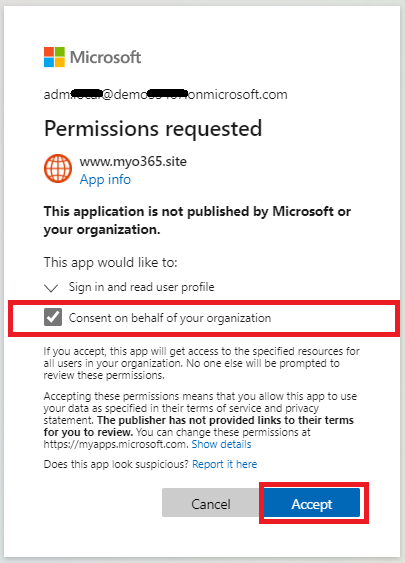 Microsoft
@demo onmicrosoft.com
Permissions requested
www.myo365.site
App info
This application is not published by Microsoft or
your organization.
This app would like to:
Sign in and read user profile
Consent on behalf of your organization
If you accept, this app will get access to the specified resources for
all users in your organization. No one else will be prompted to
review these permissions.
Accepting these permissions means that you allow this app to use
your data as specified in their terms of service and privacy
statement. The publisher has not provided links to their terms
for you to review. You can change these permissions at
https://myapps.microsoft.com. Show details
Does this app look suspicious? Report it here
Cancel
Accept